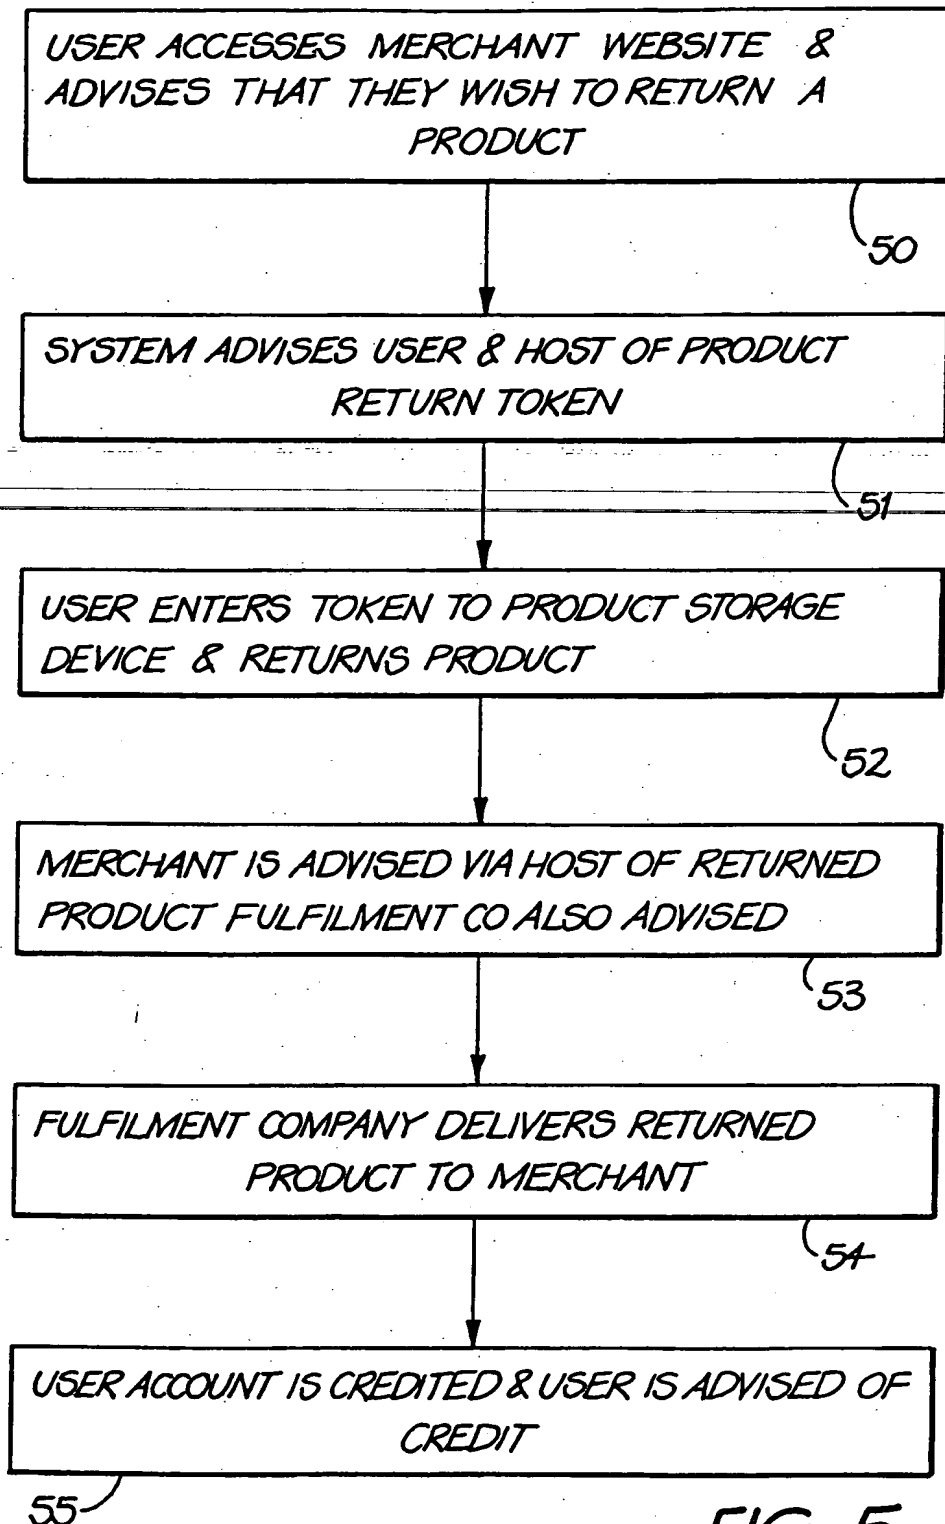 USER ACCESSES MERCHANT WEBSITE &
ADVISES THAT THEY WISH TO RETURN A
PRODUCT
50
SYSTEM ADVISES USER & HOST OF PRODUCT
RETURN TOKEN
51
USER ENTERS TOKEN TO PRODUCT STORAGE
DEVICE & RETURNS PRODUCT
52
MERCHANT IS ADVISED VIA HOST OF RETURNED
PRODUCT FULFILMENT CO ALSO ADVISED
53
FULFILMENT COMPANY DELIVERS RETURNED
PRODUCT TO MERCHANT
54
USER ACCOUNT IS CREDITED & USER IS ADVISED OF
CREDIT
55
FIG. 5